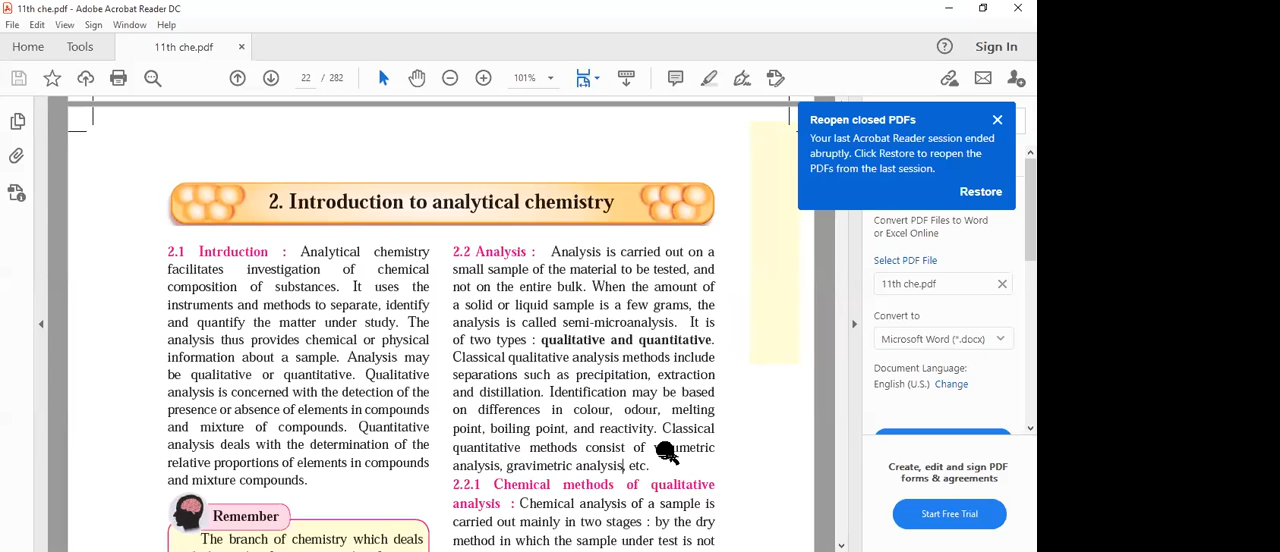 11th che.pdf - Adobe Acrobat Reader DC
File Edit View Sign Window Help
Home Tools 11th che.pdf × Sign In
22 / 282 101%
Reopen closed PDFs
Your last Acrobat Reader session ended
abruptly. Click Restore to reopen the
PDFs from the last session.
Restore
2. Introduction to analytical chemistry
2.1 Intrduction : Analytical chemistry
facilitates investigation of chemical
composition of substances. It uses the
instruments and methods to separate, identify
and quantify the matter under study. The
analysis thus provides chemical or physical
information about a sample. Analysis may
be qualitative or quantitative. Qualitative
analysis is concerned with the detection of the
presence or absence of elements in compounds
and mixture of compounds. Quantitative
analysis deals with the determination of the
relative proportions of elements in compounds
and mixture compounds.
Remember
The branch of chemistry which deals
2.2 Analysis : Analysis is carried out on a
small sample of the material to be tested, and
not on the entire bulk. When the amount of
a solid or liquid sample is a few grams, the
analysis is called semi-microanalysis. It is
of two types : qualitative and quantitative.
Classical qualitative analysis methods include
separations such as precipitation, extraction
and distillation. Identification may be based
on differences in colour, odour, melting
point, boiling point, and reactivity. Classical
quantitative methods consist of
analysis, gravimetric analysis, etc.
2.2.1 Chemical methods of qualitative
analysis : Chemical analysis of a sample is
carried out mainly in two stages : by the dry
method in which the sample under test is not
Convert PDF Files to Word
or Excel Online
Select PDF File
11th che.pdf
Convert to
Microsoft Word (*.docx)
Document Language:
English (U.S.) Change
Create, edit and sign PDF
forms & agreements
Start Free Trial